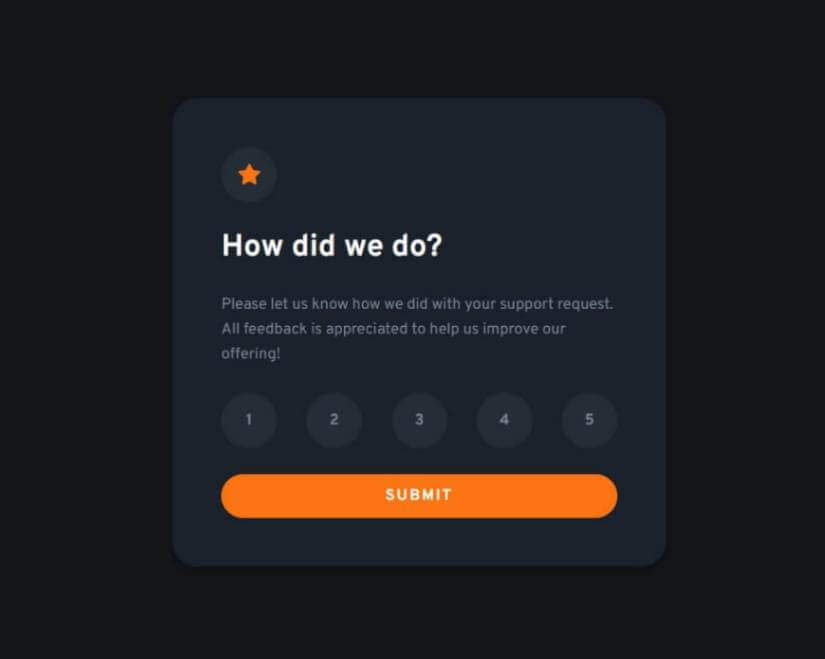 How did we do?
Please let us know how we did with your support request.
All feedback is appreciated to help us improve our
offering!
1 2 3 4 5
SUBMIT